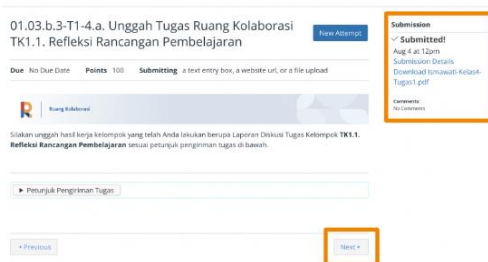 01.03.b.3-T1-4.a. Unggah Tugas Ruang Kolaborasi
TK1.1. Refleksi Rancangan Pembelajaran
New Attempt
Due No Due Date Points 100 Submitting a text entry box, a website url, or a file upload
Ruang Kolaborasi
Silakan unggah hasil kerja kelompok yang telah Anda lakukan berupa Laporan Diskusi Tugas Kelompok TK1.1.
Refleksi Rancangan Pembelajaran sesuai petunjuk pengiriman tugas di bawah.
▸ Petunjuk Pengiriman Tugas
◂ Previous
Next ▸
Submission
✓ Submitted!
Aug 4 at 12pm
Submission Details
Download Ismawati-Kelas4-
Tugas1.pdf
Comments:
No Comments